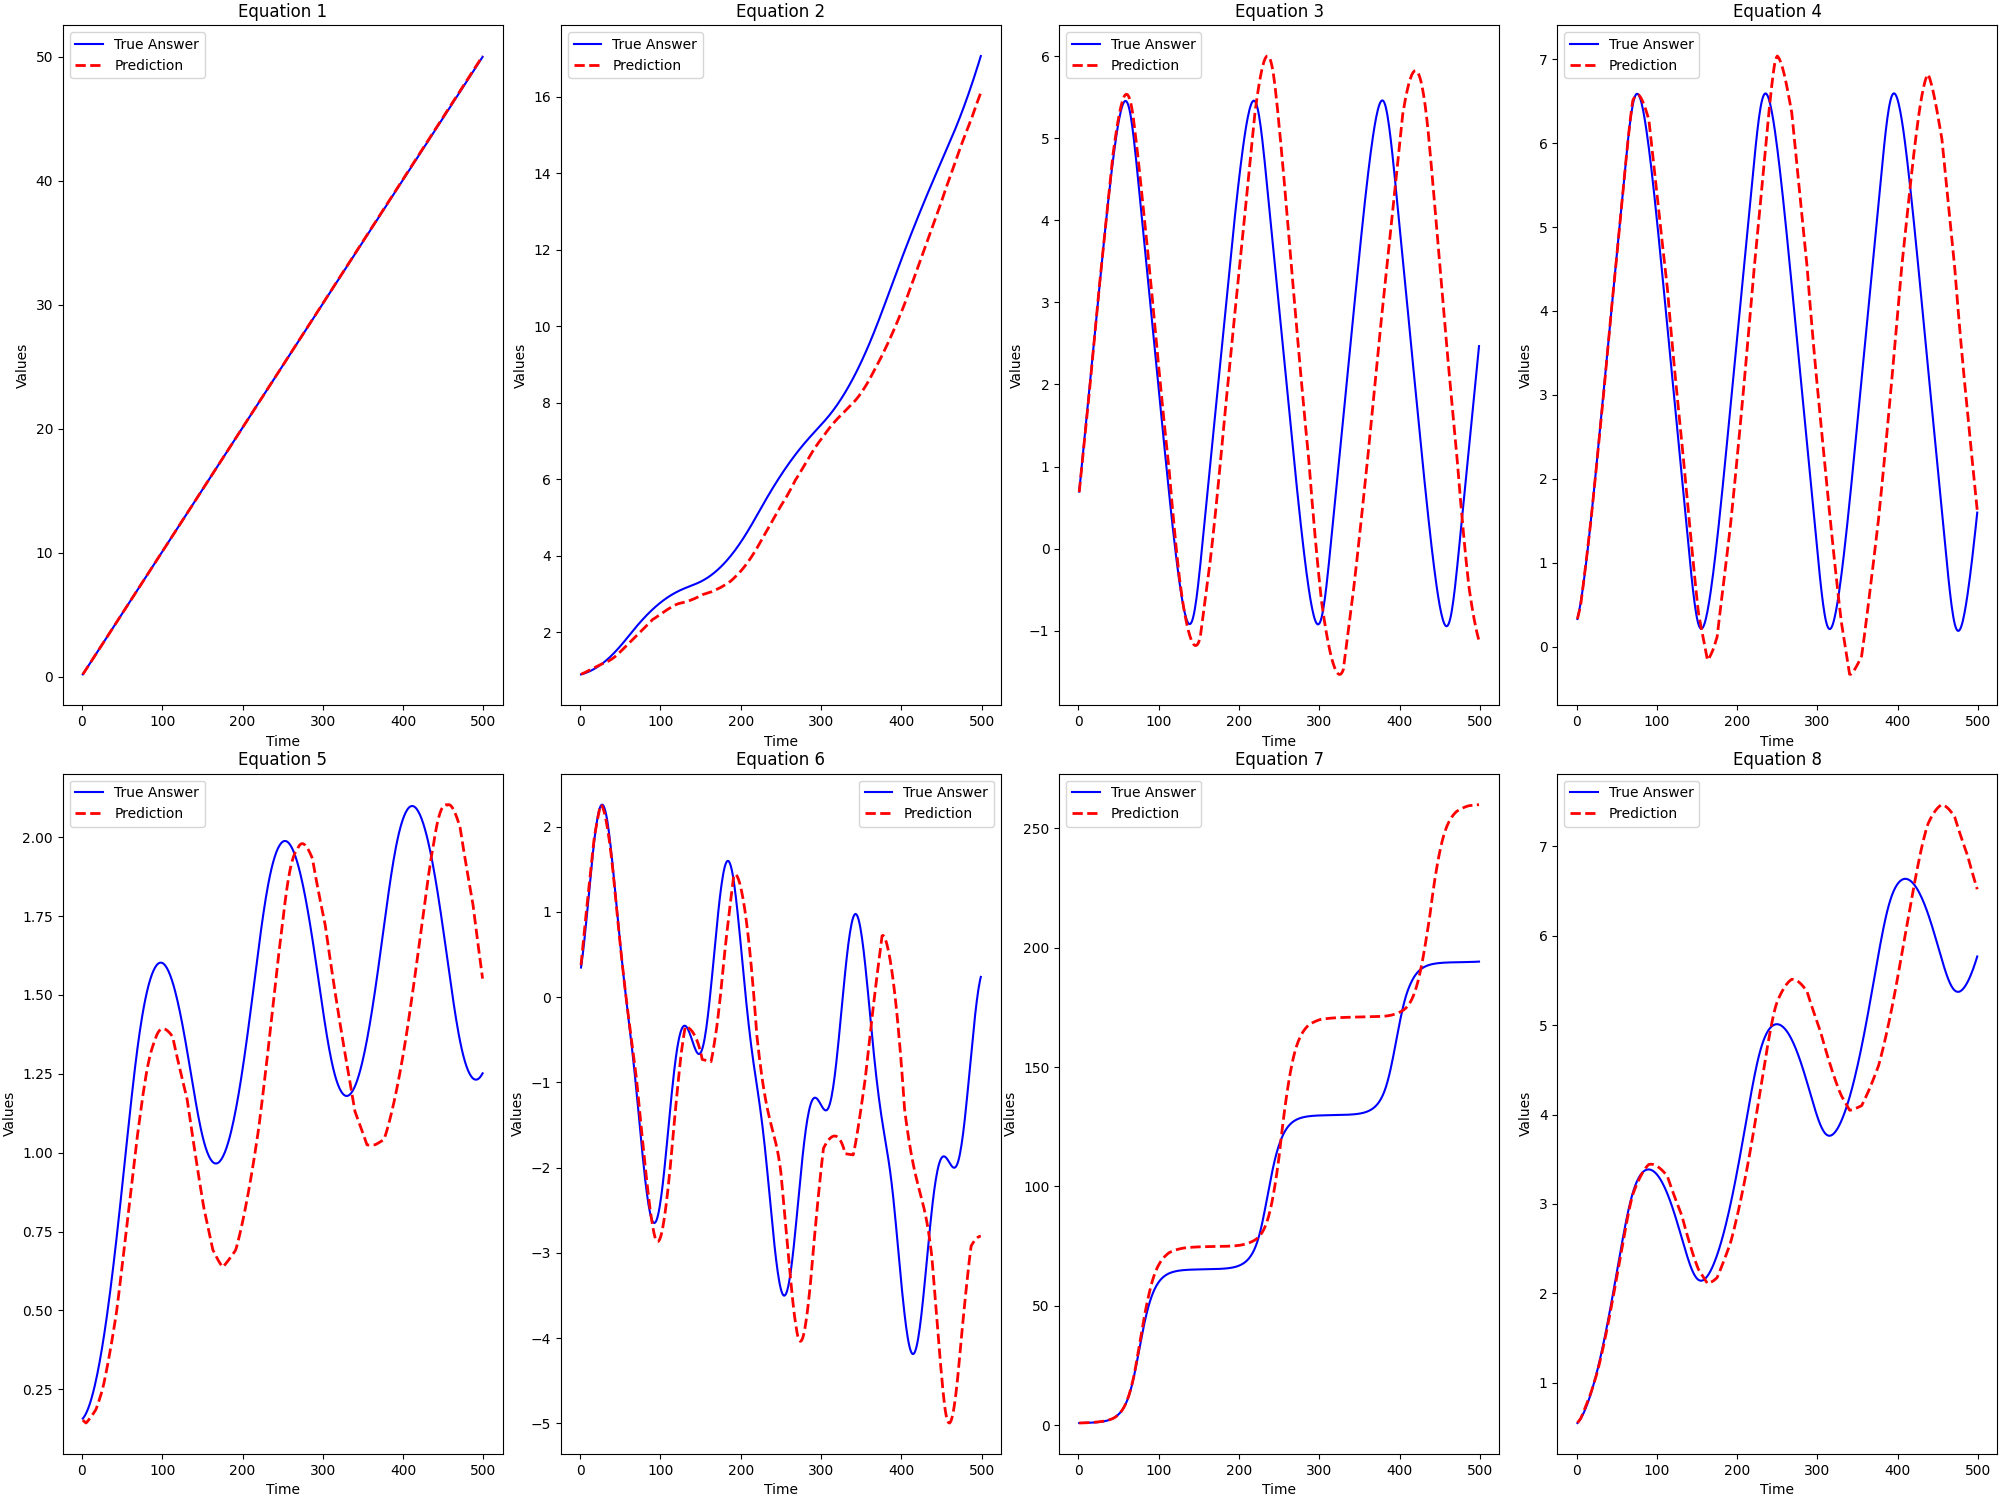 Equation 1
True Answer
Prediction
50
40
30
20
10
0
Values
0 100 200 300 400 500
Time
Equation 2
True Answer
Prediction
16
14
12
10
8
6
4
2
Values
0 100 200 300 400 500
Time
Equation 3
True Answer
Prediction
6
5
4
3
2
1
0
−1
Values
0 100 200 300 400 500
Time
Equation 4
True Answer
Prediction
7
6
5
4
3
2
1
0
Values
0 100 200 300 400 500
Time
Equation 5
True Answer
Prediction
2.00
1.75
1.50
1.25
1.00
0.75
0.50
0.25
Values
0 100 200 300 400 500
Time
Equation 6
True Answer
Prediction
2
1
0
−1
−2
−3
−4
−5
Values
0 100 200 300 400 500
Time
Equation 7
True Answer
Prediction
250
200
150
100
50
0
Values
0 100 200 300 400 500
Time
Equation 8
True Answer
Prediction
7
6
5
4
3
2
1
Values
0 100 200 300 400 500
Time